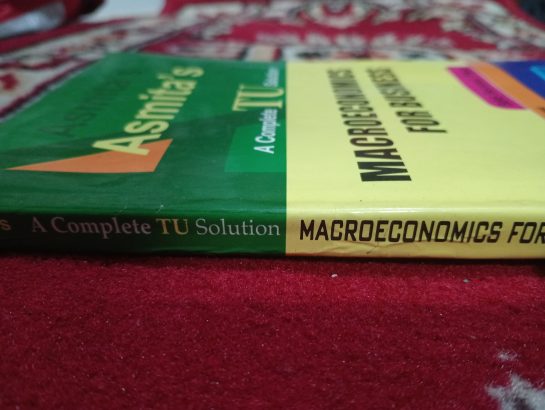 Asmita's
A Complete TU Solution
MACROECONOMICS
FOR BUSINESS
s A Complete TU Solution MACROECONOMICS FOR